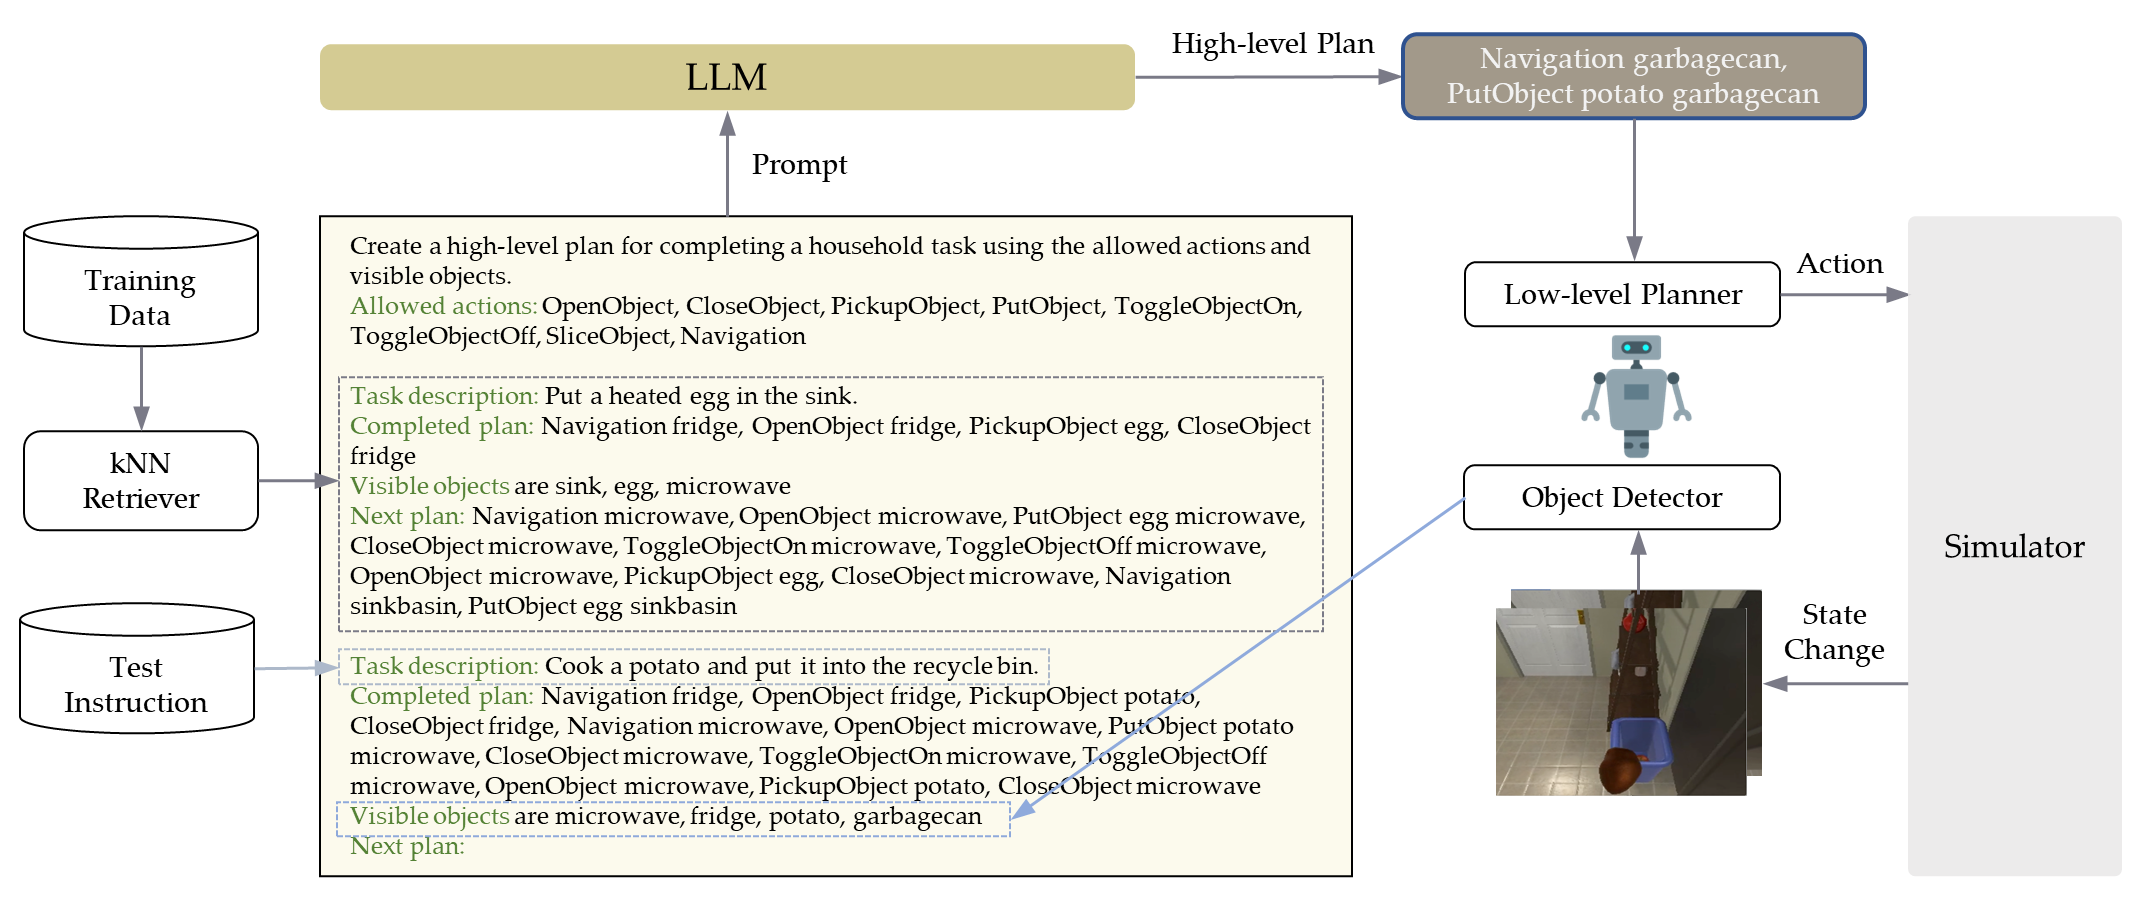 LLM
High-level Plan
Navigation garbagecan,
PutObject potato garbagecan
Prompt
Training
Data
kNN
Retriever
Test
Instruction
Create a high-level plan for completing a household task using the allowed actions and
visible objects.
Allowed actions: OpenObject, CloseObject, PickupObject, PutObject, ToggleObjectOn,
ToggleObjectOff, SliceObject, Navigation
Task description: Put a heated egg in the sink.
Completed plan: Navigation fridge, OpenObject fridge, PickupObject egg, CloseObject
fridge
Visible objects are sink, egg, microwave
Next plan: Navigation microwave, OpenObject microwave, PutObject egg microwave,
CloseObject microwave, ToggleObjectOn microwave, ToggleObjectOff microwave,
OpenObject microwave, PickupObject egg, CloseObject microwave, Navigation
sinkbasin, PutObject egg sinkbasin
Task description: Cook a potato and put it into the recycle bin.
Completed plan: Navigation fridge, OpenObject fridge, PickupObject potato,
CloseObject fridge, Navigation microwave, OpenObject microwave, PutObject potato
microwave, CloseObject microwave, ToggleObjectOn microwave, ToggleObjectOff
microwave, OpenObject microwave, PickupObject potato, CloseObject microwave
Visible objects are microwave, fridge, potato, garbagecan
Next plan:
Low-level Planner
Action
Object Detector
State
Change
Simulator